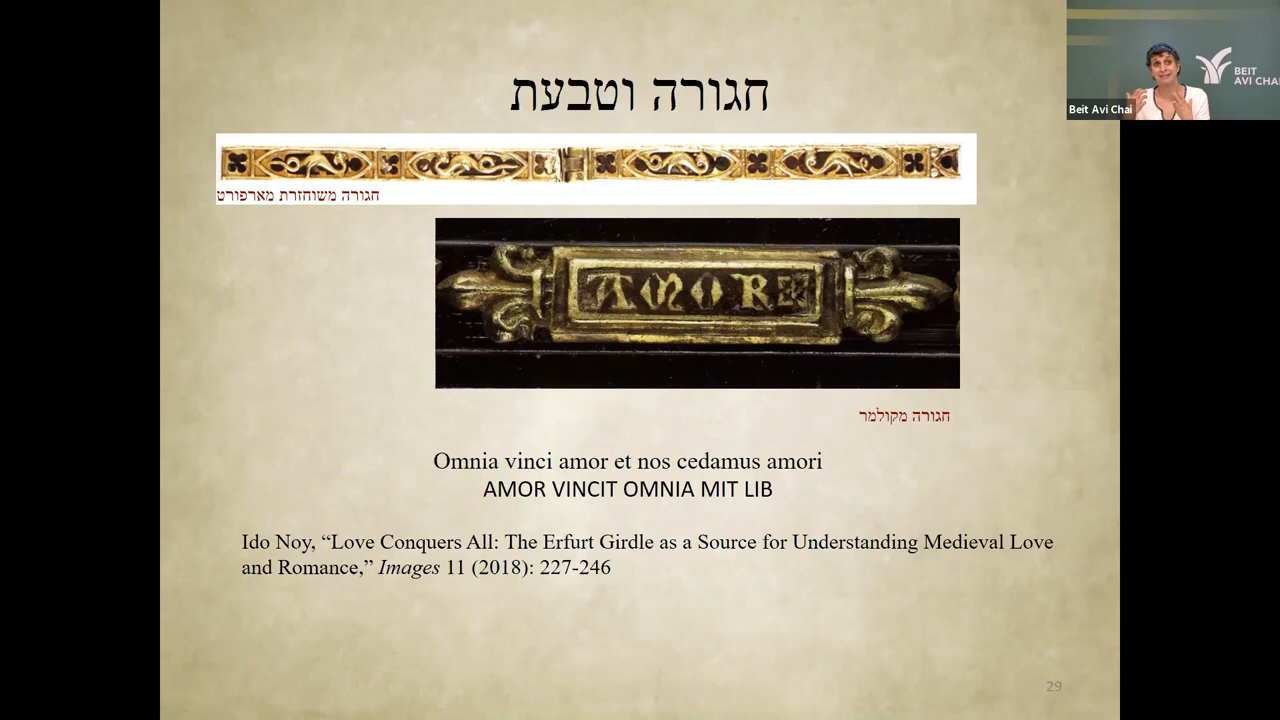 חגורה וטבעת
חגורה משוחזרת מארפורט
AMOR
חגורה מקולמר
Omnia vinci amor et nos cedamus amori
AMOR VINCIT OMNIA MIT LIB
Ido Noy, “Love Conquers All: The Erfurt Girdle as a Source for Understanding Medieval Love
and Romance,” Images 11 (2018): 227-246
29
BEIT
AVI CHAI
Beit Avi Chai